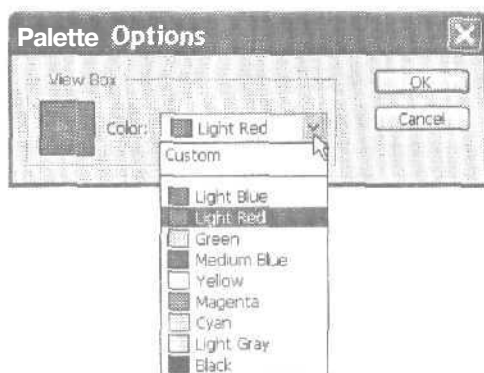 Palette Options
View Box
OK
Color: Light Red
Cancel
Custom
Light Blue
Light Red
Green
Medium Blue
Yellow
Magenta
Cyan
Light Gray
Black